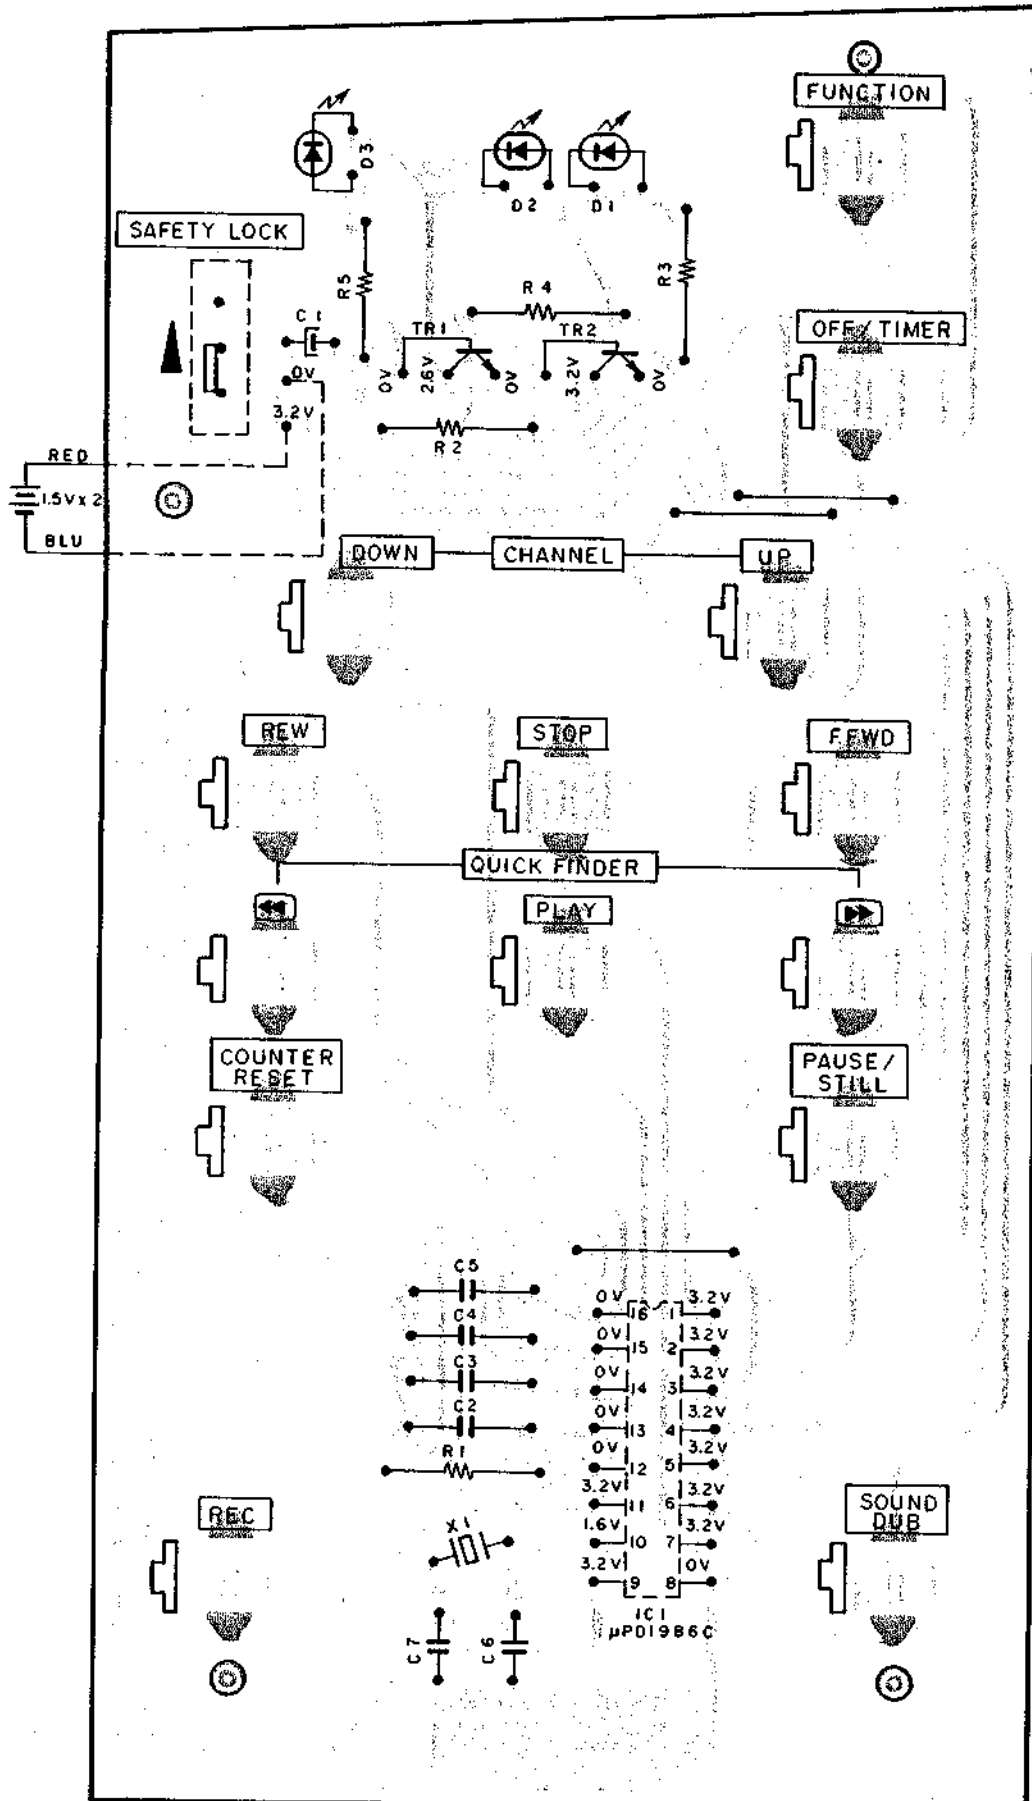 FUNCTION
D3
D2
D1
SAFETY LOCK
R5
R3
R4
C1
TR1
TR2
OFF/TIMER
0V
0V
2.6V
0V
3.2V
0V
3.2V
R2
RED
1.5V x 2
BLU
DOWN
CHANNEL
UP
REW
STOP
F.FWD
QUICK FINDER
PLAY
COUNTER
RESET
PAUSE/
STILL
C5
0V 3.2V
16 1
C4
0V 3.2V
15 2
C3
0V 3.2V
14 3
C2
0V 3.2V
13 4
R1
0V 3.2V
12 5
3.2V 3.2V
11 6
REC
SOUND
DUB
X1
1.6V 3.2V
10 7
3.2V 0V
9 8
IC1
µPD1986C
C7
C6